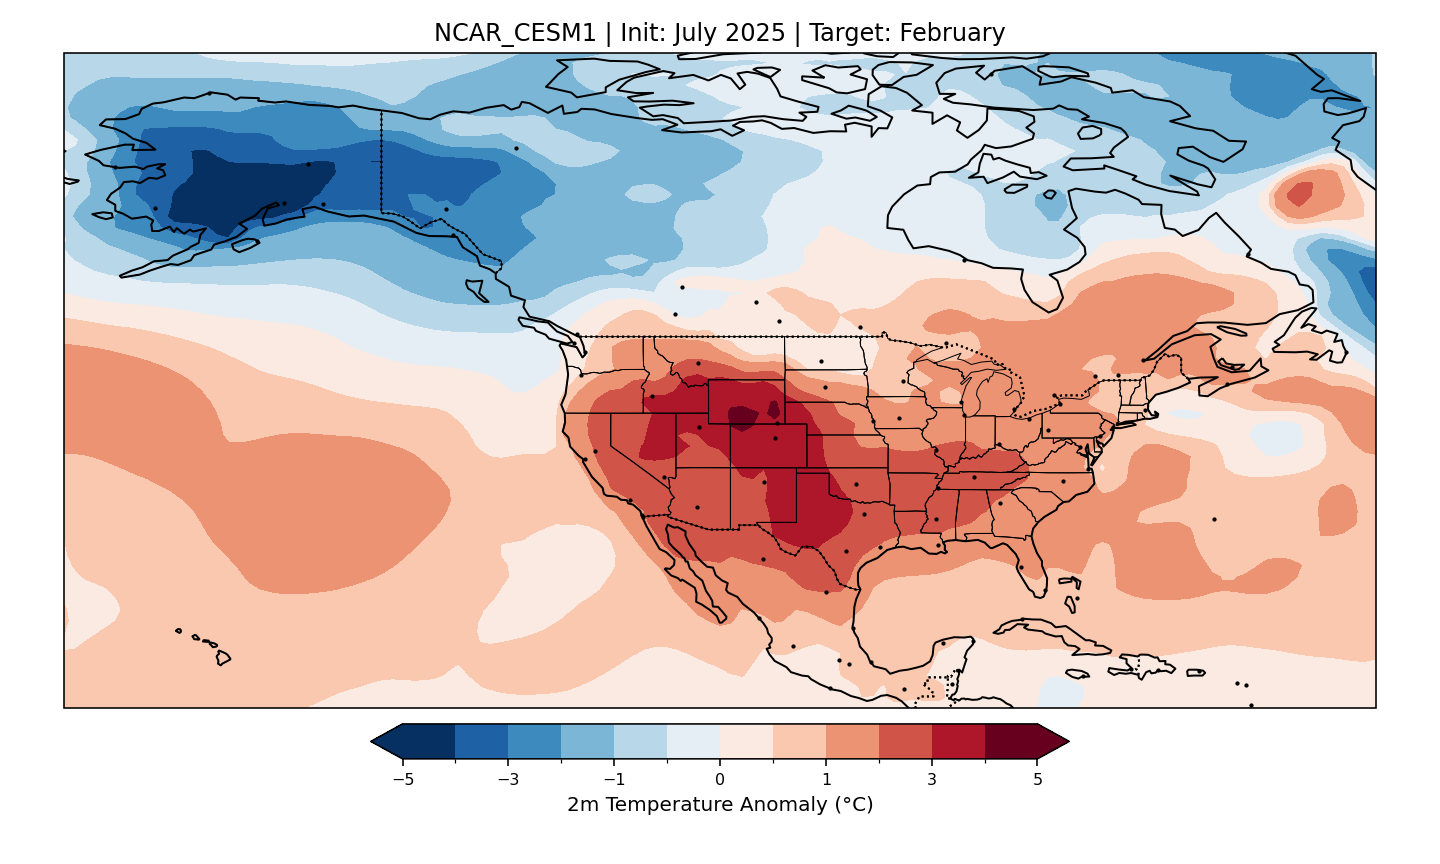 NCAR_CESM1 | Init: July 2025 | Target: February
−5 −3 −1 0 1 3 5
2m Temperature Anomaly (°C)